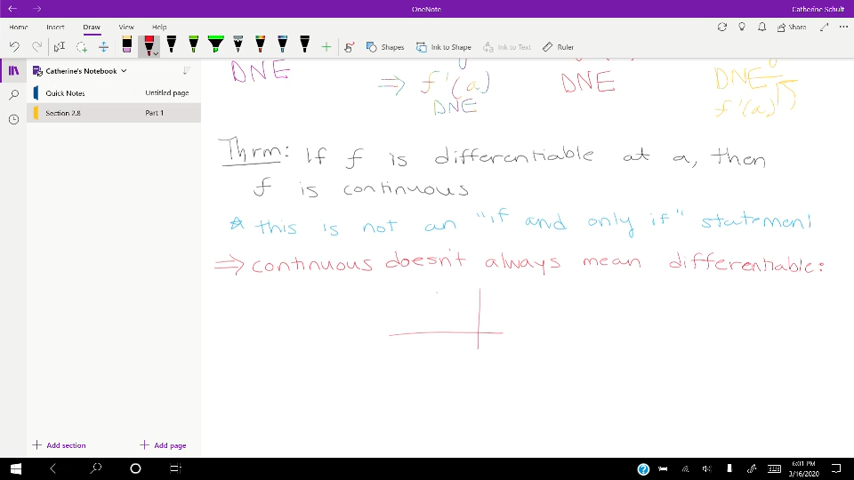 OneNote
Catherine Schult
Home Insert Draw View Help
Share
Shapes Ink to Shape Ink to Text Ruler
Catherine's Notebook
Quick Notes
Section 2.8
Untitled page
Part 1
DNE
⇒ f'(a)
DNE
DNE
DNE
f'(a)
Thrm: If f is differentiable at a, then
f is continuous
* this is not an "if and only if" statement
⇒ continuous doesn't always mean differentiable:
+ Add section + Add page
6:01 PM
3/16/2020